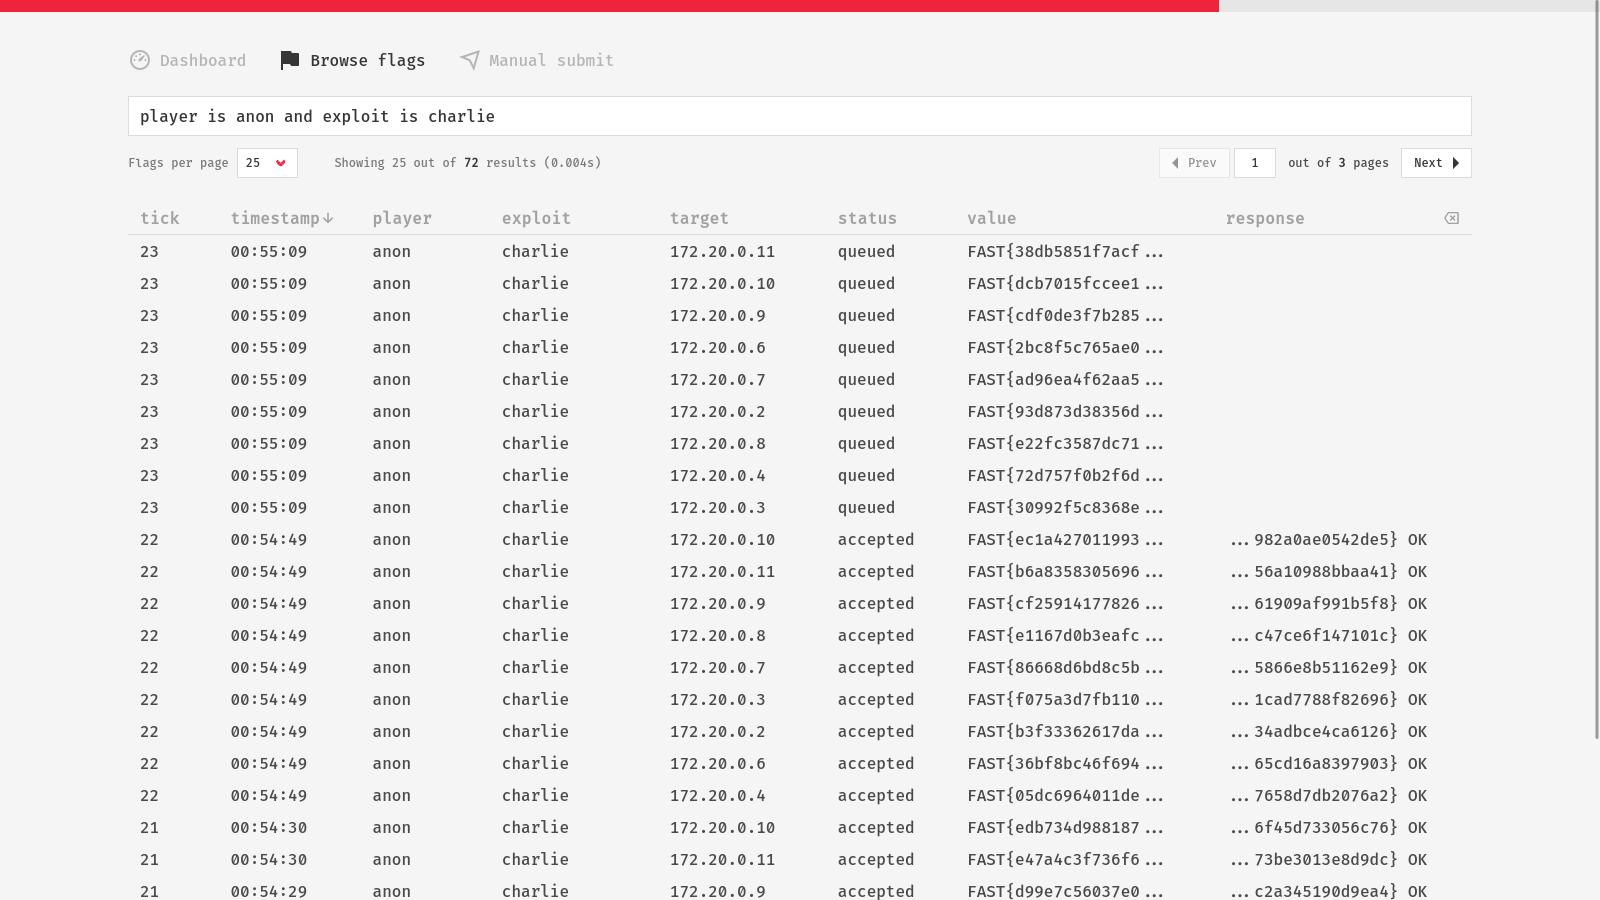 Dashboard Browse flags Manual submit
player is anon and exploit is charlie
Flags per page 25 Showing 25 out of 72 results (0.004s) Prev 1 out of 3 pages Next
tick timestamp player exploit target status value response
23 00:55:09 anon charlie 172.20.0.11 queued FAST{38db5851f7acf...
23 00:55:09 anon charlie 172.20.0.10 queued FAST{dcb7015fccee1...
23 00:55:09 anon charlie 172.20.0.9 queued FAST{cdf0de3f7b285...
23 00:55:09 anon charlie 172.20.0.6 queued FAST{2bc8f5c765ae0...
23 00:55:09 anon charlie 172.20.0.7 queued FAST{ad96ea4f62aa5...
23 00:55:09 anon charlie 172.20.0.2 queued FAST{93d873d38356d...
23 00:55:09 anon charlie 172.20.0.8 queued FAST{e22fc3587dc71...
23 00:55:09 anon charlie 172.20.0.4 queued FAST{72d757f0b2f6d...
23 00:55:09 anon charlie 172.20.0.3 queued FAST{30992f5c8368e...
22 00:54:49 anon charlie 172.20.0.10 accepted FAST{ec1a427011993... ...982a0ae0542de5} OK
22 00:54:49 anon charlie 172.20.0.11 accepted FAST{b6a8358305696... ...56a10988bbaa41} OK
22 00:54:49 anon charlie 172.20.0.9 accepted FAST{cf25914177826... ...61909af991b5f8} OK
22 00:54:49 anon charlie 172.20.0.8 accepted FAST{e1167d0b3eafc... ...c47ce6f147101c} OK
22 00:54:49 anon charlie 172.20.0.7 accepted FAST{86668d6bd8c5b... ...5866e8b51162e9} OK
22 00:54:49 anon charlie 172.20.0.3 accepted FAST{f075a3d7fb110... ...1cad7788f82696} OK
22 00:54:49 anon charlie 172.20.0.2 accepted FAST{b3f33362617da... ...34adbce4ca6126} OK
22 00:54:49 anon charlie 172.20.0.6 accepted FAST{36bf8bc46f694... ...65cd16a8397903} OK
22 00:54:49 anon charlie 172.20.0.4 accepted FAST{05dc6964011de... ...7658d7db2076a2} OK
21 00:54:30 anon charlie 172.20.0.10 accepted FAST{edb734d988187... ...6f45d733056c76} OK
21 00:54:30 anon charlie 172.20.0.11 accepted FAST{e47a4c3f736f6... ...73be3013e8d9dc} OK
21 00:54:29 anon charlie 172.20.0.9 accepted FAST{d99e7c56037e0... ...c2a345190d9ea4} OK